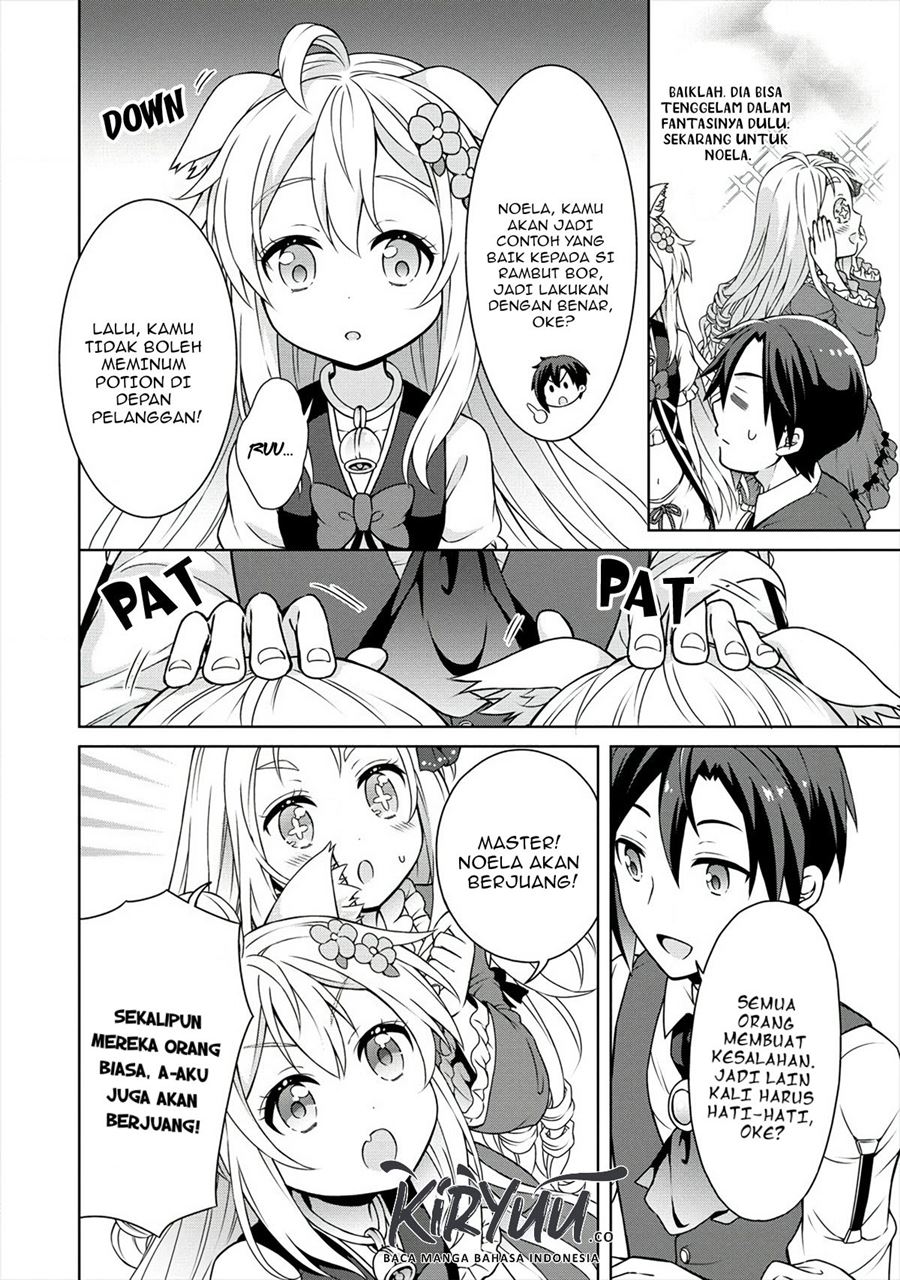 BAIKLAH. DIA BISA
TENGGELAM DALAM
FANTASINYA DULU.
SEKARANG UNTUK
NOELA.
NOELA, KAMU
AKAN JADI
CONTOH YANG
BAIK KEPADA SI
RAMBUT BOR,
JADI LAKUKAN
DENGAN BENAR,
OKE?
DOWN
LALU, KAMU
TIDAK BOLEH
MEMINUM
POTION DI
DEPAN
PELANGGAN!
RUU...
PAT
PAT
SEMUA
ORANG
MEMBUAT
KESALAHAN.
JADI LAIN
KALI HARUS
HATI-HATI,
OKE?
MASTER!
NOELA AKAN
BERJUANG!
SEKALIPUN
MEREKA ORANG
BIASA, A-AKU
JUGA AKAN
BERJUANG!
KIRYUU.CO
BACA MANGA BAHASA INDONESIA